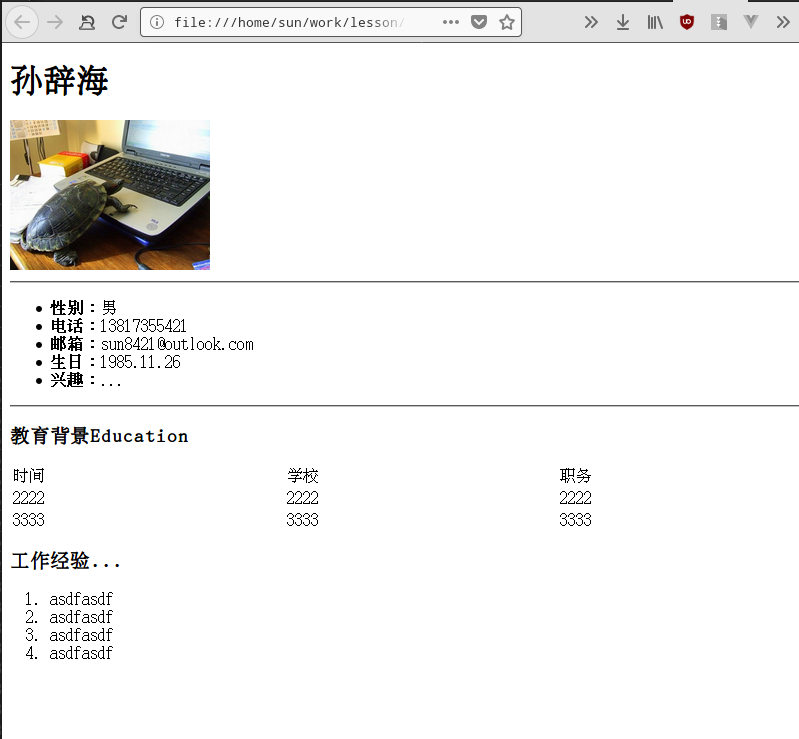 file:///home/sun/work/lesson/
孙辞海
性别：男
电话：13817355421
邮箱：sun8421@outlook.com
生日：1985.11.26
兴趣：...
教育背景Education
时间 学校 职务
2222 2222 2222
3333 3333 3333
工作经验...
1. asdfasdf
2. asdfasdf
3. asdfasdf
4. asdfasdf